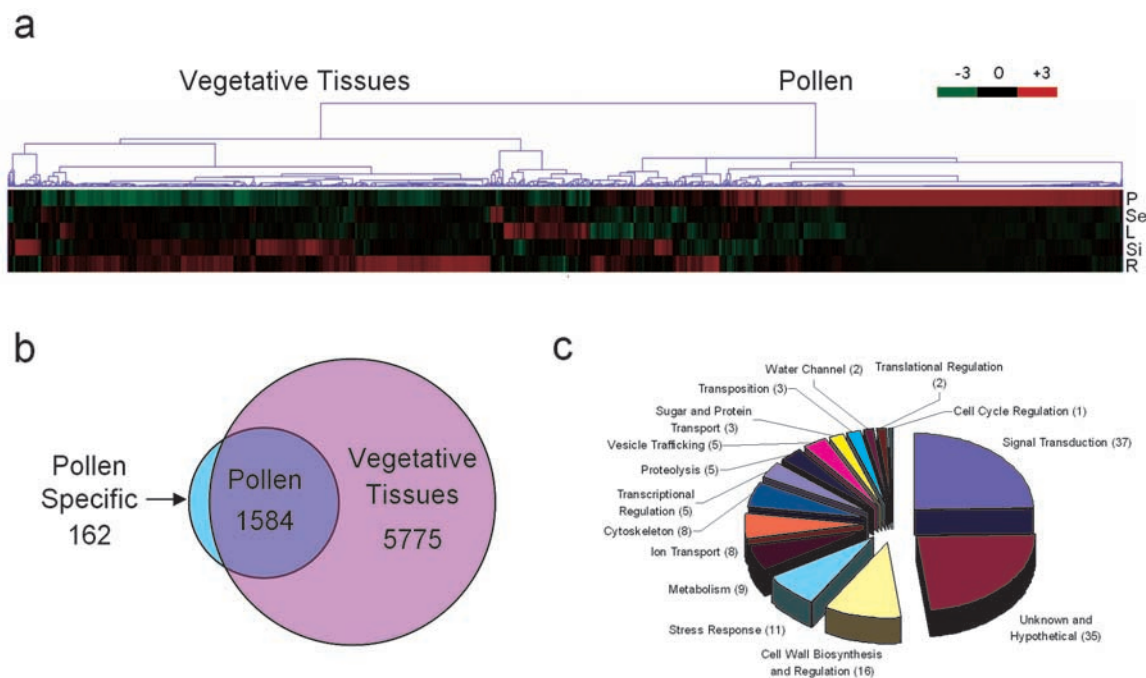 a
Vegetative Tissues
Pollen
-3 0 +3
P
Se
L
Si
R
b
Pollen
Specific
162
Pollen
1584
Vegetative
Tissues
5775
c
Water Channel (2)
Translational Regulation
(2)
Transposition (3)
Cell Cycle Regulation (1)
Sugar and Protein
Transport (3)
Signal Transduction (37)
Vesicle Trafficking (5)
Proteolysis (5)
Transcriptional
Regulation (5)
Cytoskeleton (8)
Ion Transport (8)
Metabolism (9)
Stress Response (11)
Cell Wall Biosynthesis
and Regulation (16)
Unknown and
Hypothetical (35)